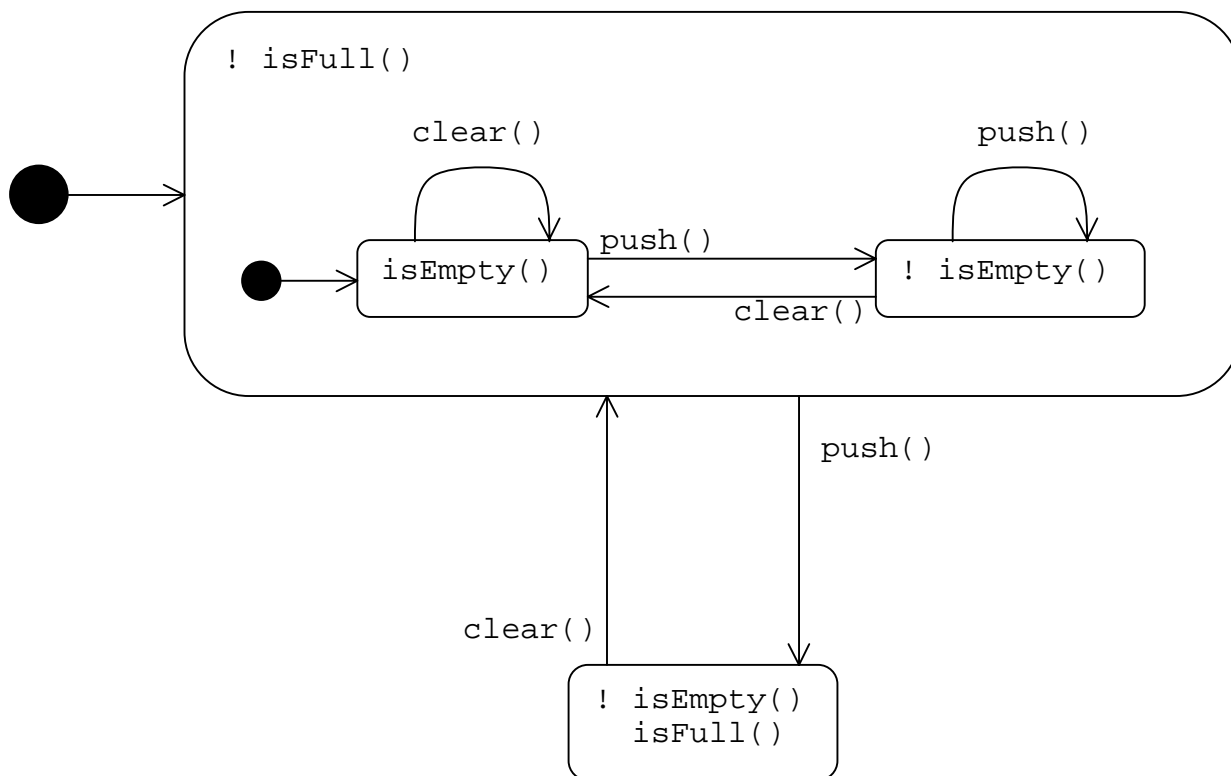 ! isFull()
clear()
push()
push()
isEmpty()
! isEmpty()
clear()
push()
clear()
! isEmpty()
isFull()